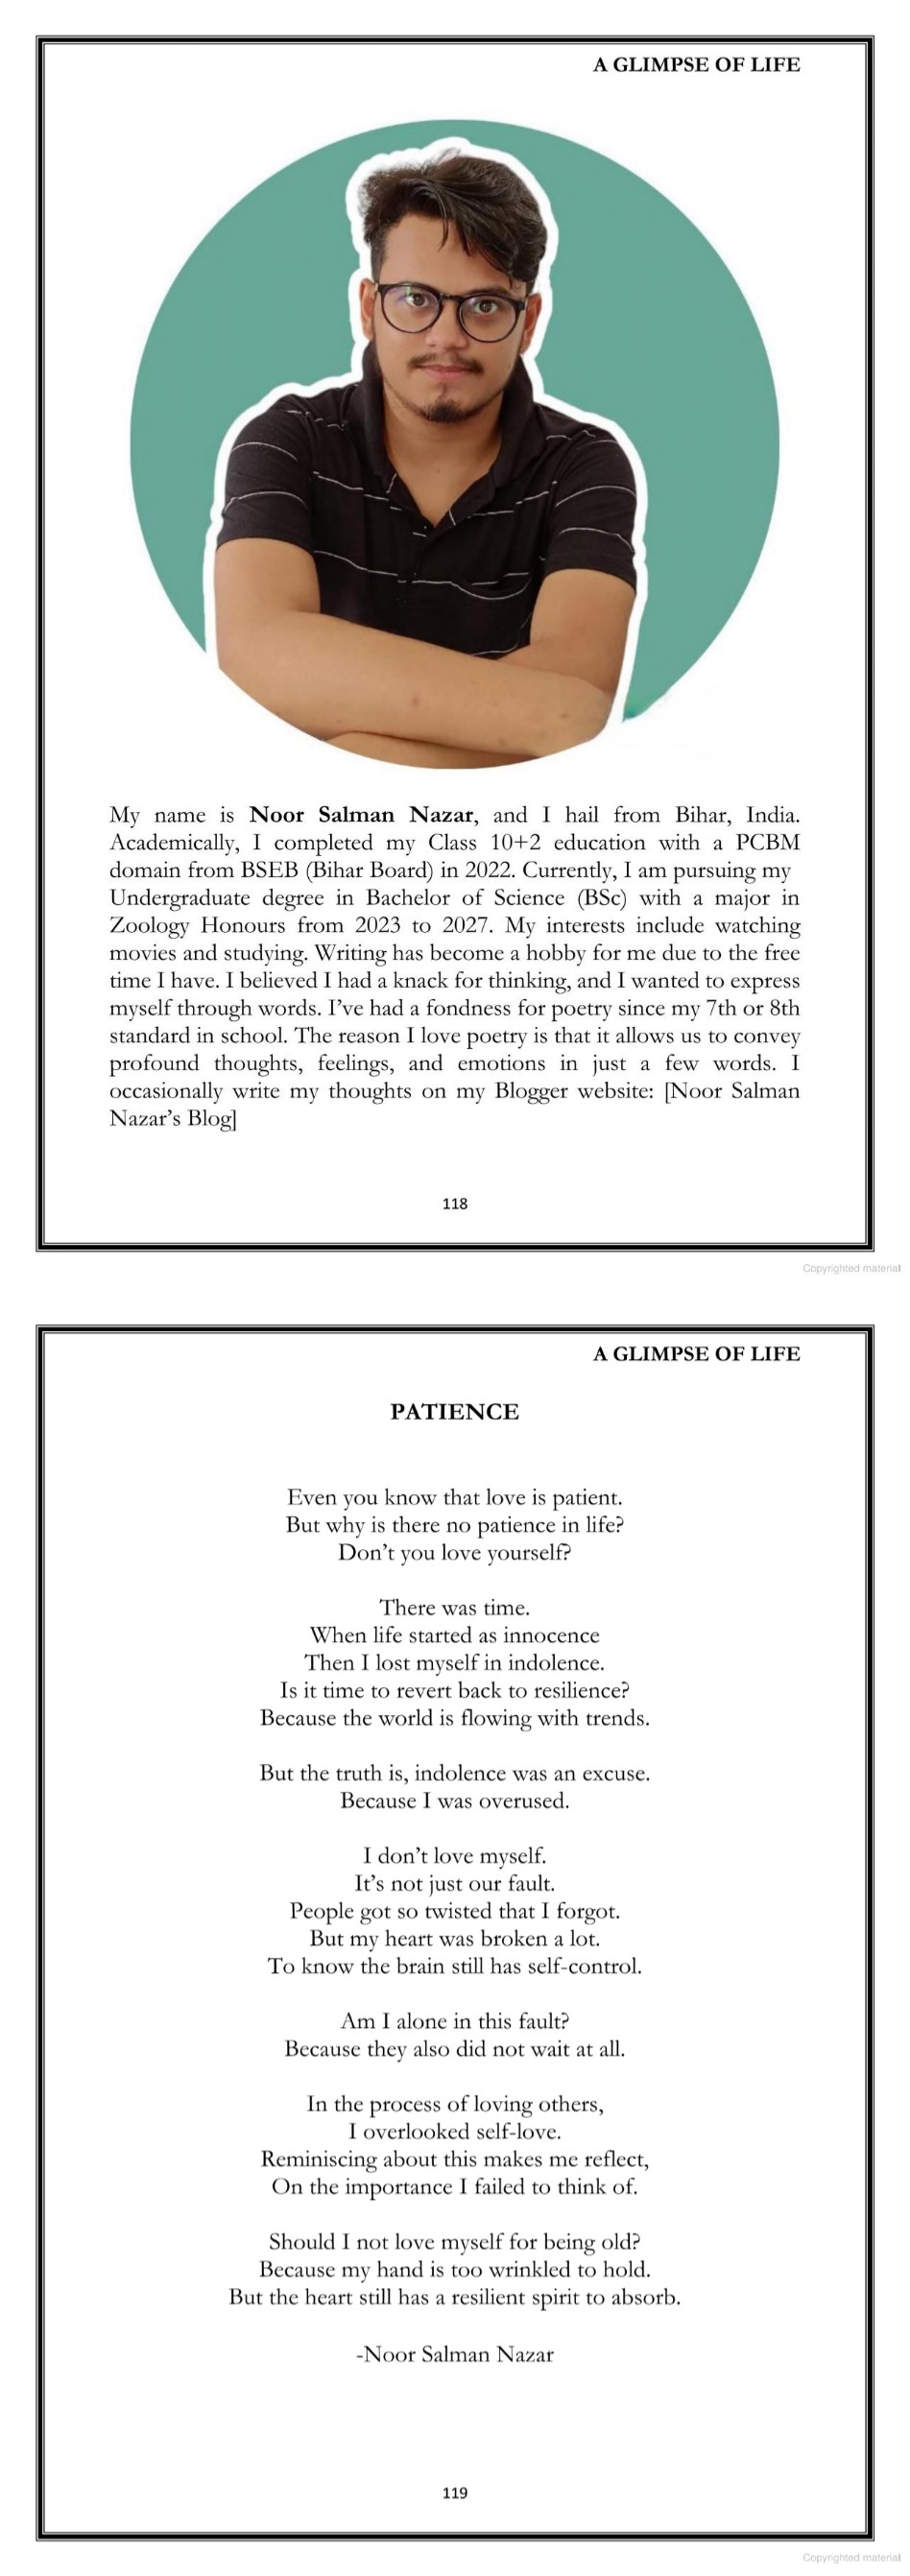 A GLIMPSE OF LIFE
My name is Noor Salman Nazar, and I hail from Bihar, India.
Academically, I completed my Class 10+2 education with a PCBM
domain from BSEB (Bihar Board) in 2022. Currently, I am pursuing my
Undergraduate degree in Bachelor of Science (BSc) with a major in
Zoology Honours from 2023 to 2027. My interests include watching
movies and studying. Writing has become a hobby for me due to the free
time I have. I believed I had a knack for thinking, and I wanted to express
myself through words. I’ve had a fondness for poetry since my 7th or 8th
standard in school. The reason I love poetry is that it allows us to convey
profound thoughts, feelings, and emotions in just a few words. I
occasionally write my thoughts on my Blogger website: [Noor Salman
Nazar’s Blog]
118
Copyrighted material
A GLIMPSE OF LIFE
PATIENCE
Even you know that love is patient.
But why is there no patience in life?
Don’t you love yourself?
There was time.
When life started as innocence
Then I lost myself in indolence.
Is it time to revert back to resilience?
Because the world is flowing with trends.
But the truth is, indolence was an excuse.
Because I was overused.
I don’t love myself.
It’s not just our fault.
People got so twisted that I forgot.
But my heart was broken a lot.
To know the brain still has self-control.
Am I alone in this fault?
Because they also did not wait at all.
In the process of loving others,
I overlooked self-love.
Reminiscing about this makes me reflect,
On the importance I failed to think of.
Should I not love myself for being old?
Because my hand is too wrinkled to hold.
But the heart still has a resilient spirit to absorb.
-Noor Salman Nazar
119
Copyrighted material